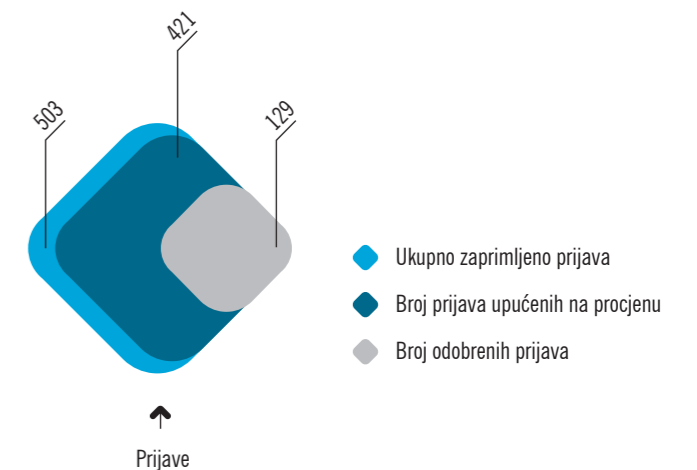 421
503
129
Ukupno zaprimljeno prijava
Broj prijava upućenih na procjenu
Broj odobrenih prijava
Prijave